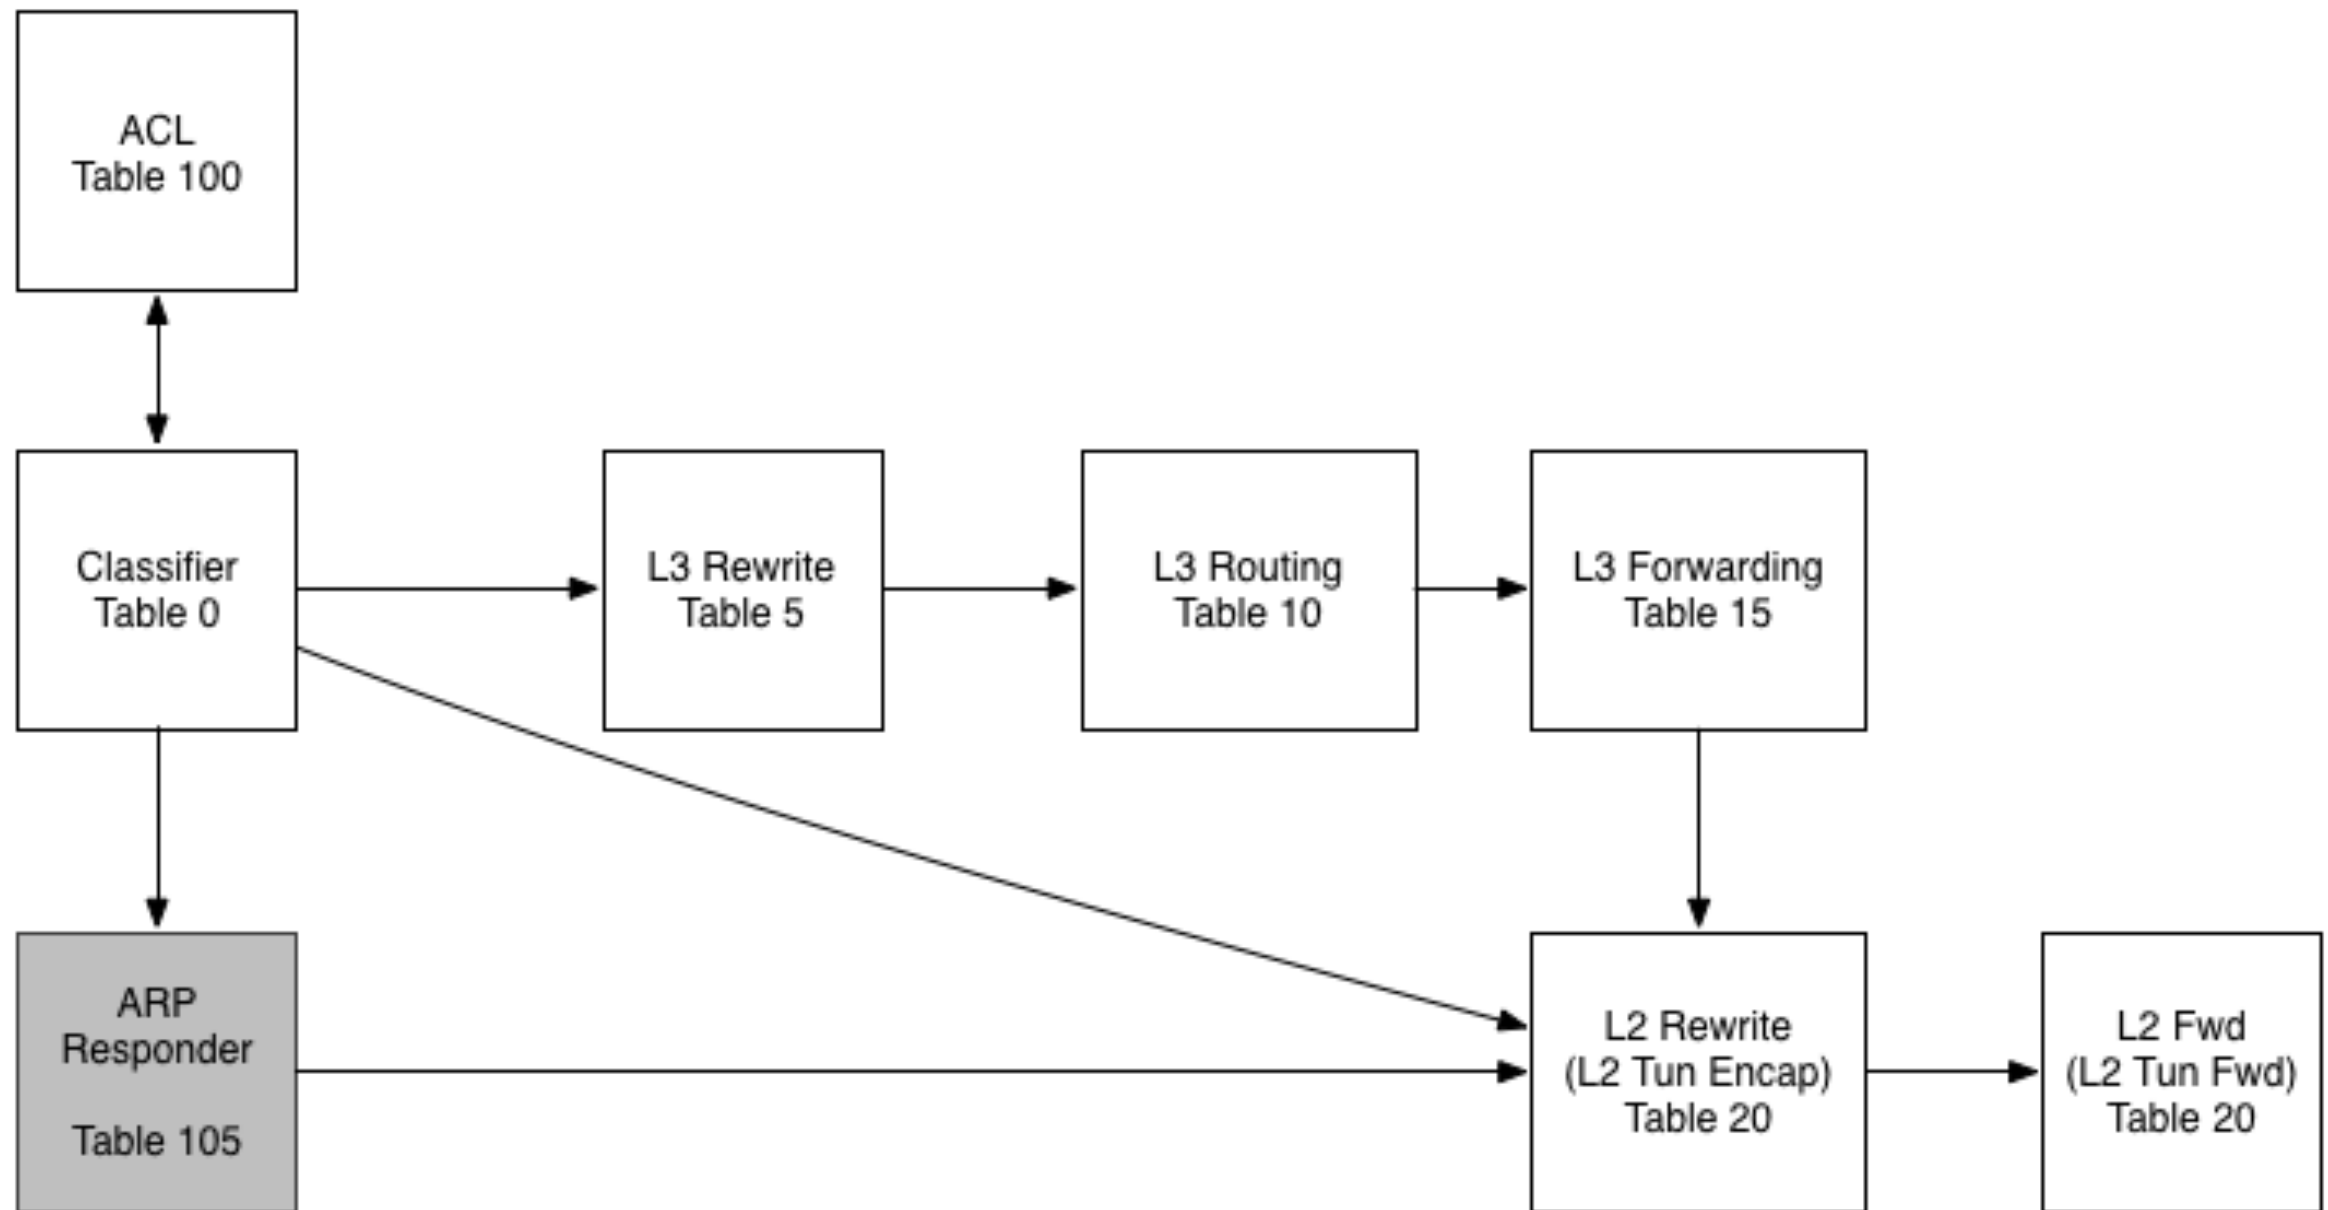 ACL
Table 100
Classifier
Table 0
L3 Rewrite
Table 5
L3 Routing
Table 10
L3 Forwarding
Table 15
ARP
Responder
Table 105
L2 Rewrite
(L2 Tun Encap)
Table 20
L2 Fwd
(L2 Tun Fwd)
Table 20